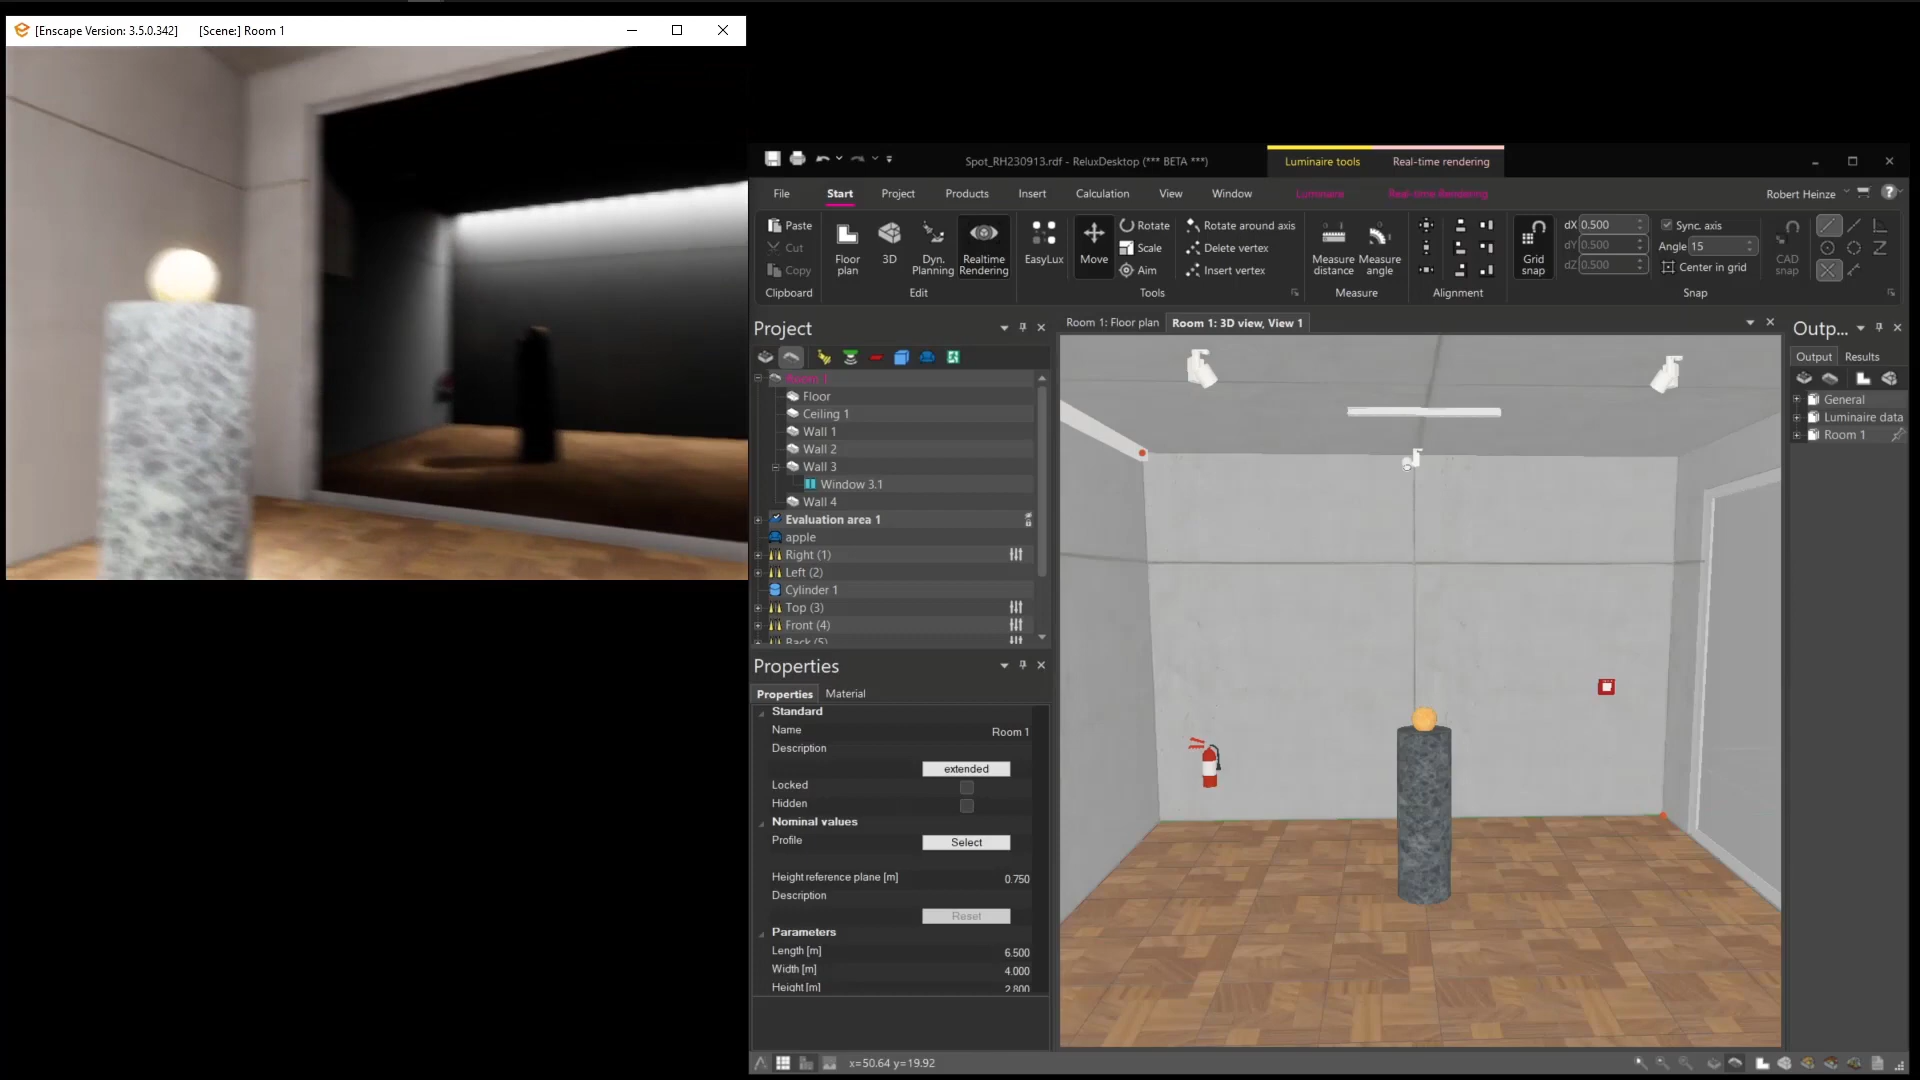 [Enscape Version: 3.5.0.342] [Scene:] Room 1
Spot_RH230913.rdf - ReluxDesktop (*** BETA ***)
Luminaire tools
Real-time rendering
File
Start
Project
Products
Insert
Calculation
View
Window
Luminaire
Real-time Rendering
Robert Heinze
?
Paste
Cut
Copy
Clipboard
Floor plan
3D
Dyn. Planning
Realtime Rendering
Edit
EasyLux
Move
Rotate
Scale
Aim
Rotate around axis
Delete vertex
Insert vertex
Tools
Measure distance
Measure angle
Measure
Alignment
Grid snap
dX 0.500
dY 0.500
dZ 0.500
Sync. axis
Angle 15
Center in grid
CAD snap
Snap
Project
Room 1
Floor
Ceiling 1
Wall 1
Wall 2
Wall 3
Window 3.1
Wall 4
Evaluation area 1
apple
Right (1)
Left (2)
Cylinder 1
Top (3)
Front (4)
Back (5)
Properties
Properties
Material
Standard
Name Room 1
Description
extended
Locked
Hidden
Nominal values
Profile Select
Height reference plane [m] 0.750
Description
Reset
Parameters
Length [m] 6.500
Width [m] 4.000
Height [m] 2.800
Room 1: Floor plan
Room 1: 3D view, View 1
Outp...
Output
Results
General
Luminaire data
Room 1
x=50.64 y=19.92